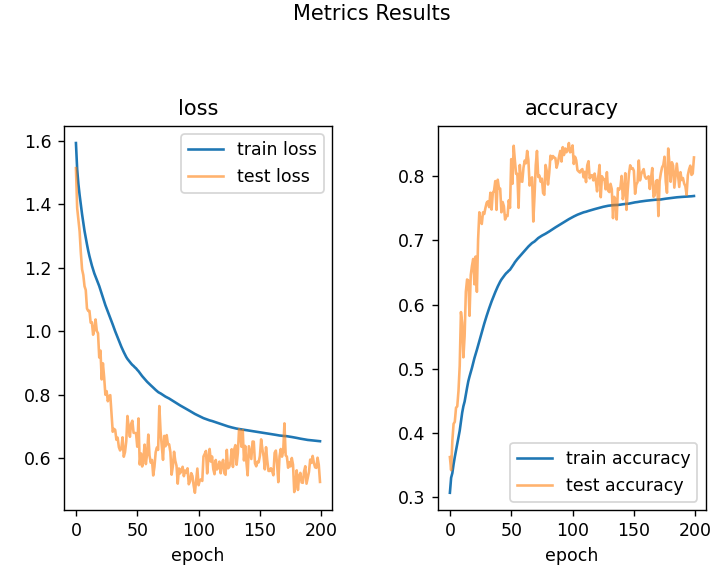 Metrics Results
loss
1.6
1.4
1.2
1.0
0.8
0.6
train loss
test loss
0 50 100 150 200
epoch
accuracy
0.8
0.7
0.6
0.5
0.4
0.3
train accuracy
test accuracy
0 50 100 150 200
epoch